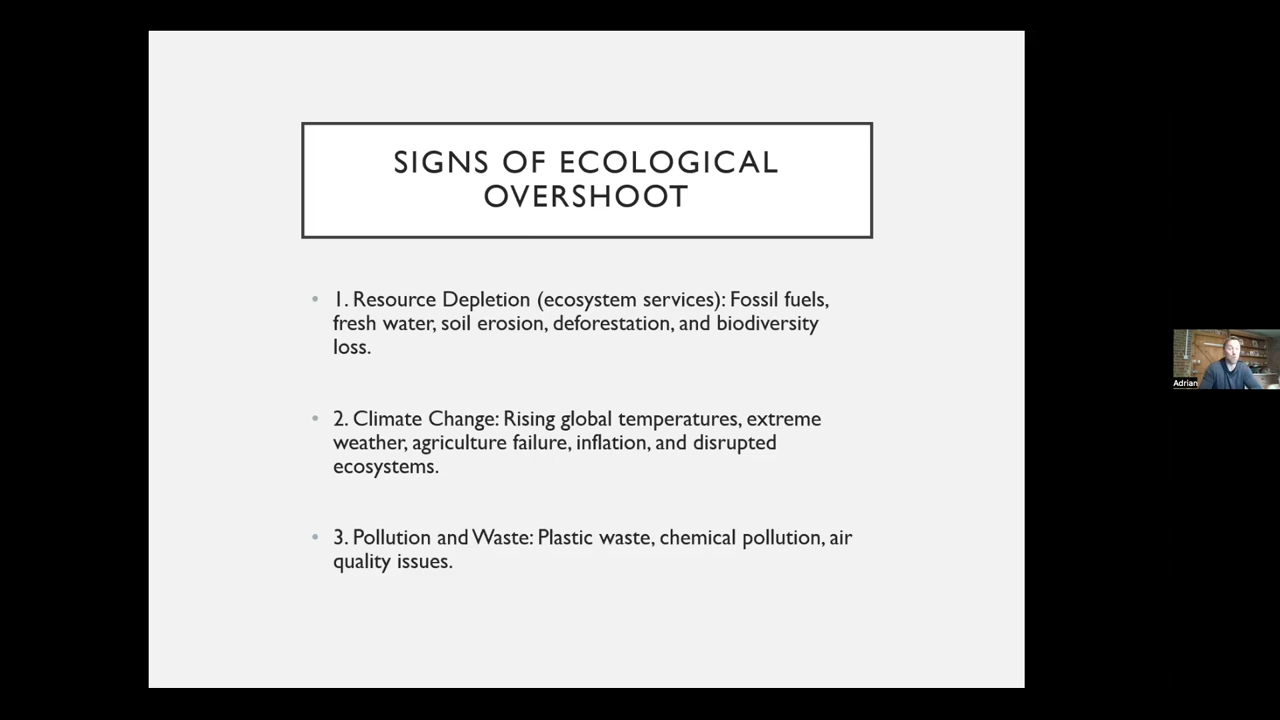 SIGNS OF ECOLOGICAL
OVERSHOOT
• 1. Resource Depletion (ecosystem services): Fossil fuels,
fresh water, soil erosion, deforestation, and biodiversity
loss.
• 2. Climate Change: Rising global temperatures, extreme
weather, agriculture failure, inflation, and disrupted
ecosystems.
• 3. Pollution and Waste: Plastic waste, chemical pollution, air
quality issues.
Adrian